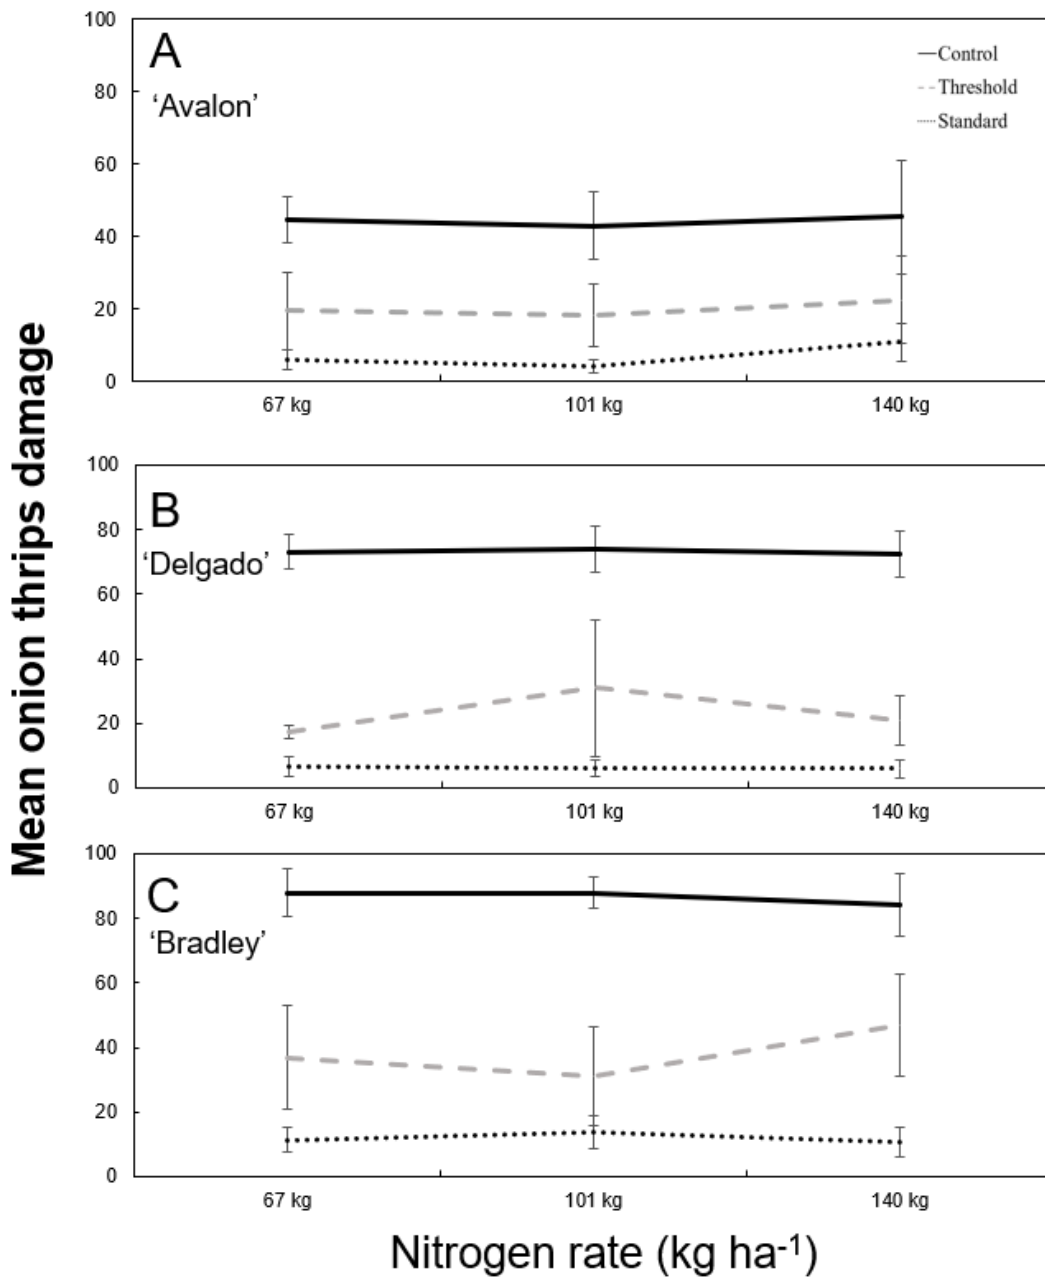 Mean onion thrips damage
A
‘Avalon’
Control
Threshold
Standard
100
80
60
40
20
0
67 kg 101 kg 140 kg
B
‘Delgado’
100
80
60
40
20
0
67 kg 101 kg 140 kg
C
‘Bradley’
100
80
60
40
20
0
67 kg 101 kg 140 kg
Nitrogen rate (kg ha⁻¹)